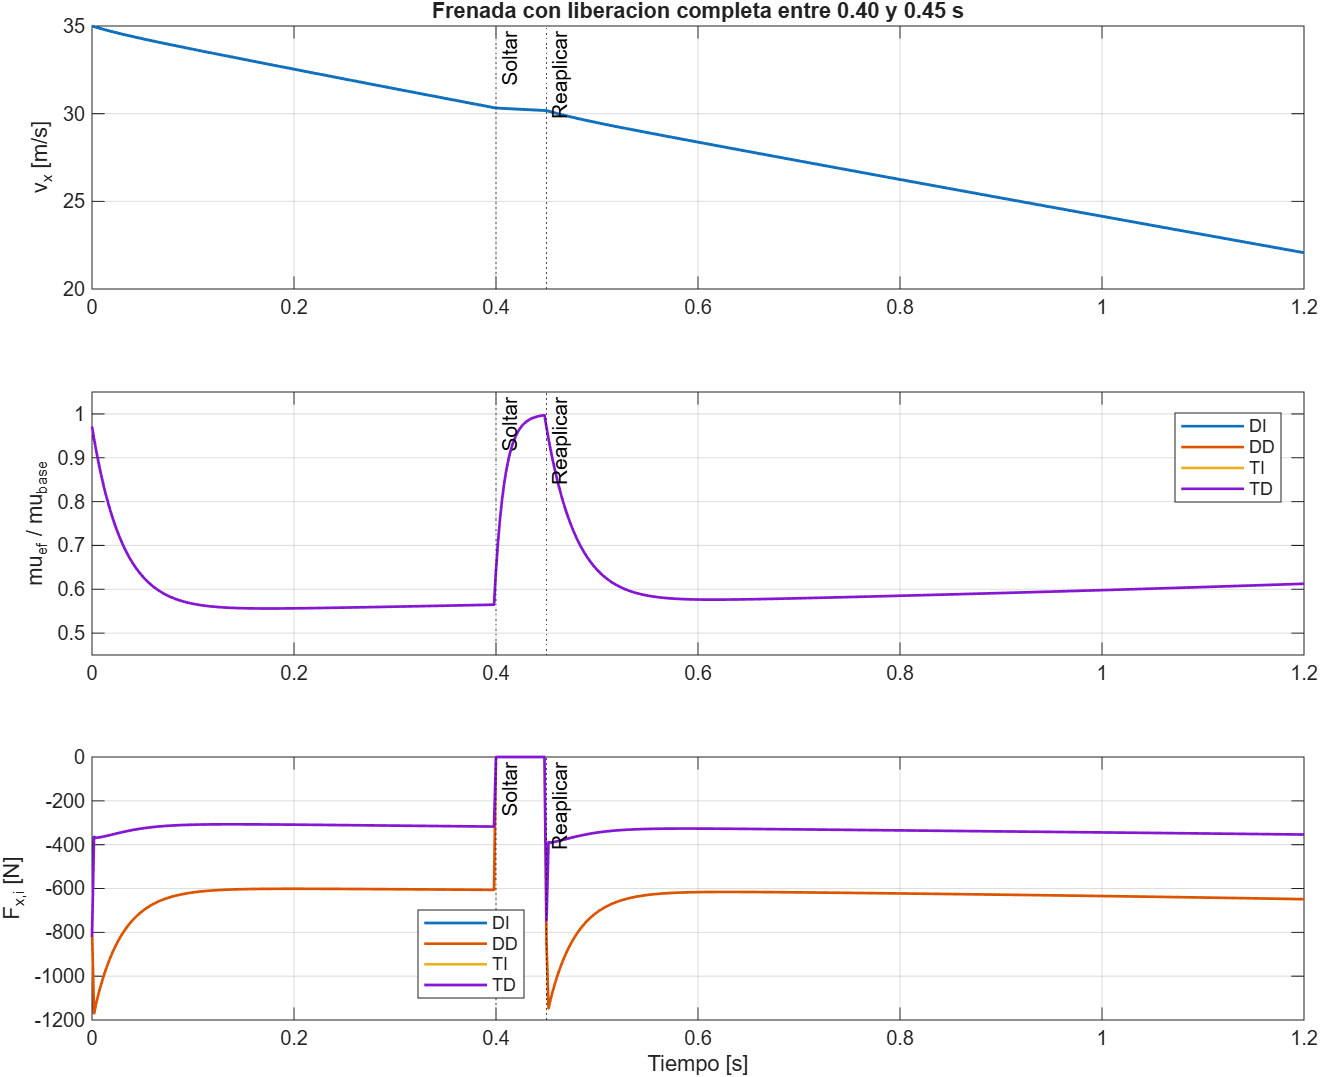 Frenada con liberacion completa entre 0.40 y 0.45 s
35
30
25
20
v_x [m/s]
Soltar
Reaplicar
0 0.2 0.4 0.6 0.8 1 1.2
1
0.9
0.8
0.7
0.6
0.5
mu_ef / mu_base
Soltar
Reaplicar
DI
DD
TI
TD
0 0.2 0.4 0.6 0.8 1 1.2
0
-200
-400
-600
-800
-1000
-1200
F_x,i [N]
Soltar
Reaplicar
DI
DD
TI
TD
0 0.2 0.4 0.6 0.8 1 1.2
Tiempo [s]